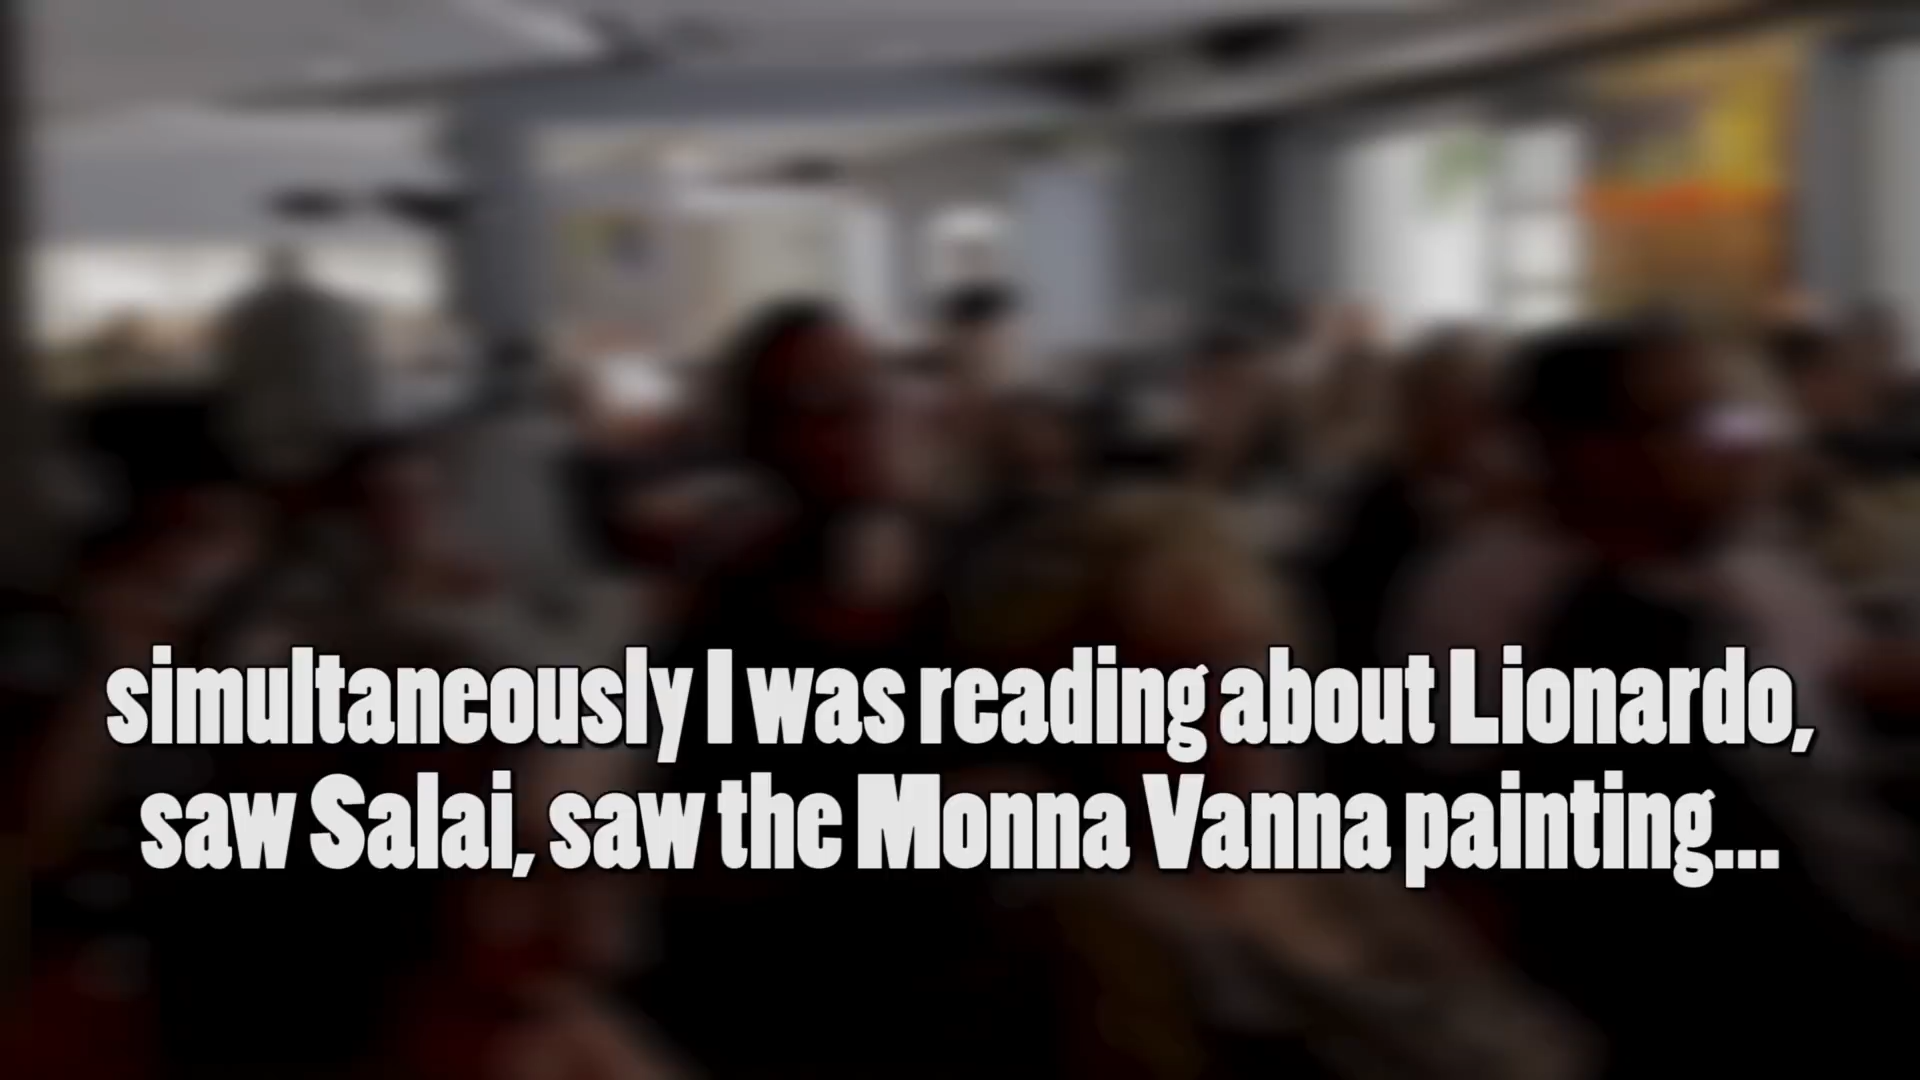 simultaneously I was reading about Lionardo,
saw Salai, saw the Monna Vanna painting...